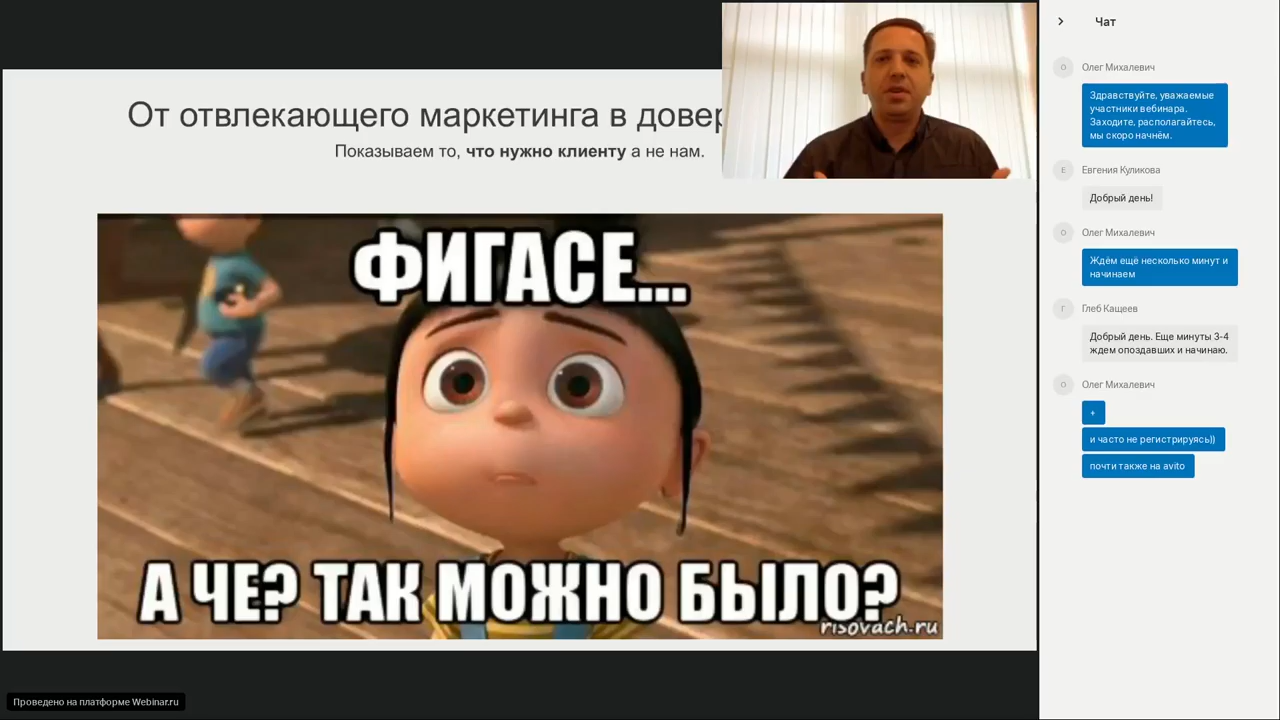 От отвлекающего маркетинга в довер
Показываем то, что нужно клиенту а не нам.
ФИГАСЕ...
А ЧЕ? ТАК МОЖНО БЫЛО?
risovach.ru
Проведено на платформе Webinar.ru
Чат
О
Олег Михалевич
Здравствуйте, уважаемые
участники вебинара.
Заходите, располагайтесь,
мы скоро начнём.
Е
Евгения Куликова
Добрый день!
О
Олег Михалевич
Ждём ещё несколько минут и
начинаем
Г
Глеб Кащеев
Добрый день. Еще минуты 3-4
ждем опоздавших и начинаю.
О
Олег Михалевич
+
и часто не регистрируясь))
почти также на avito